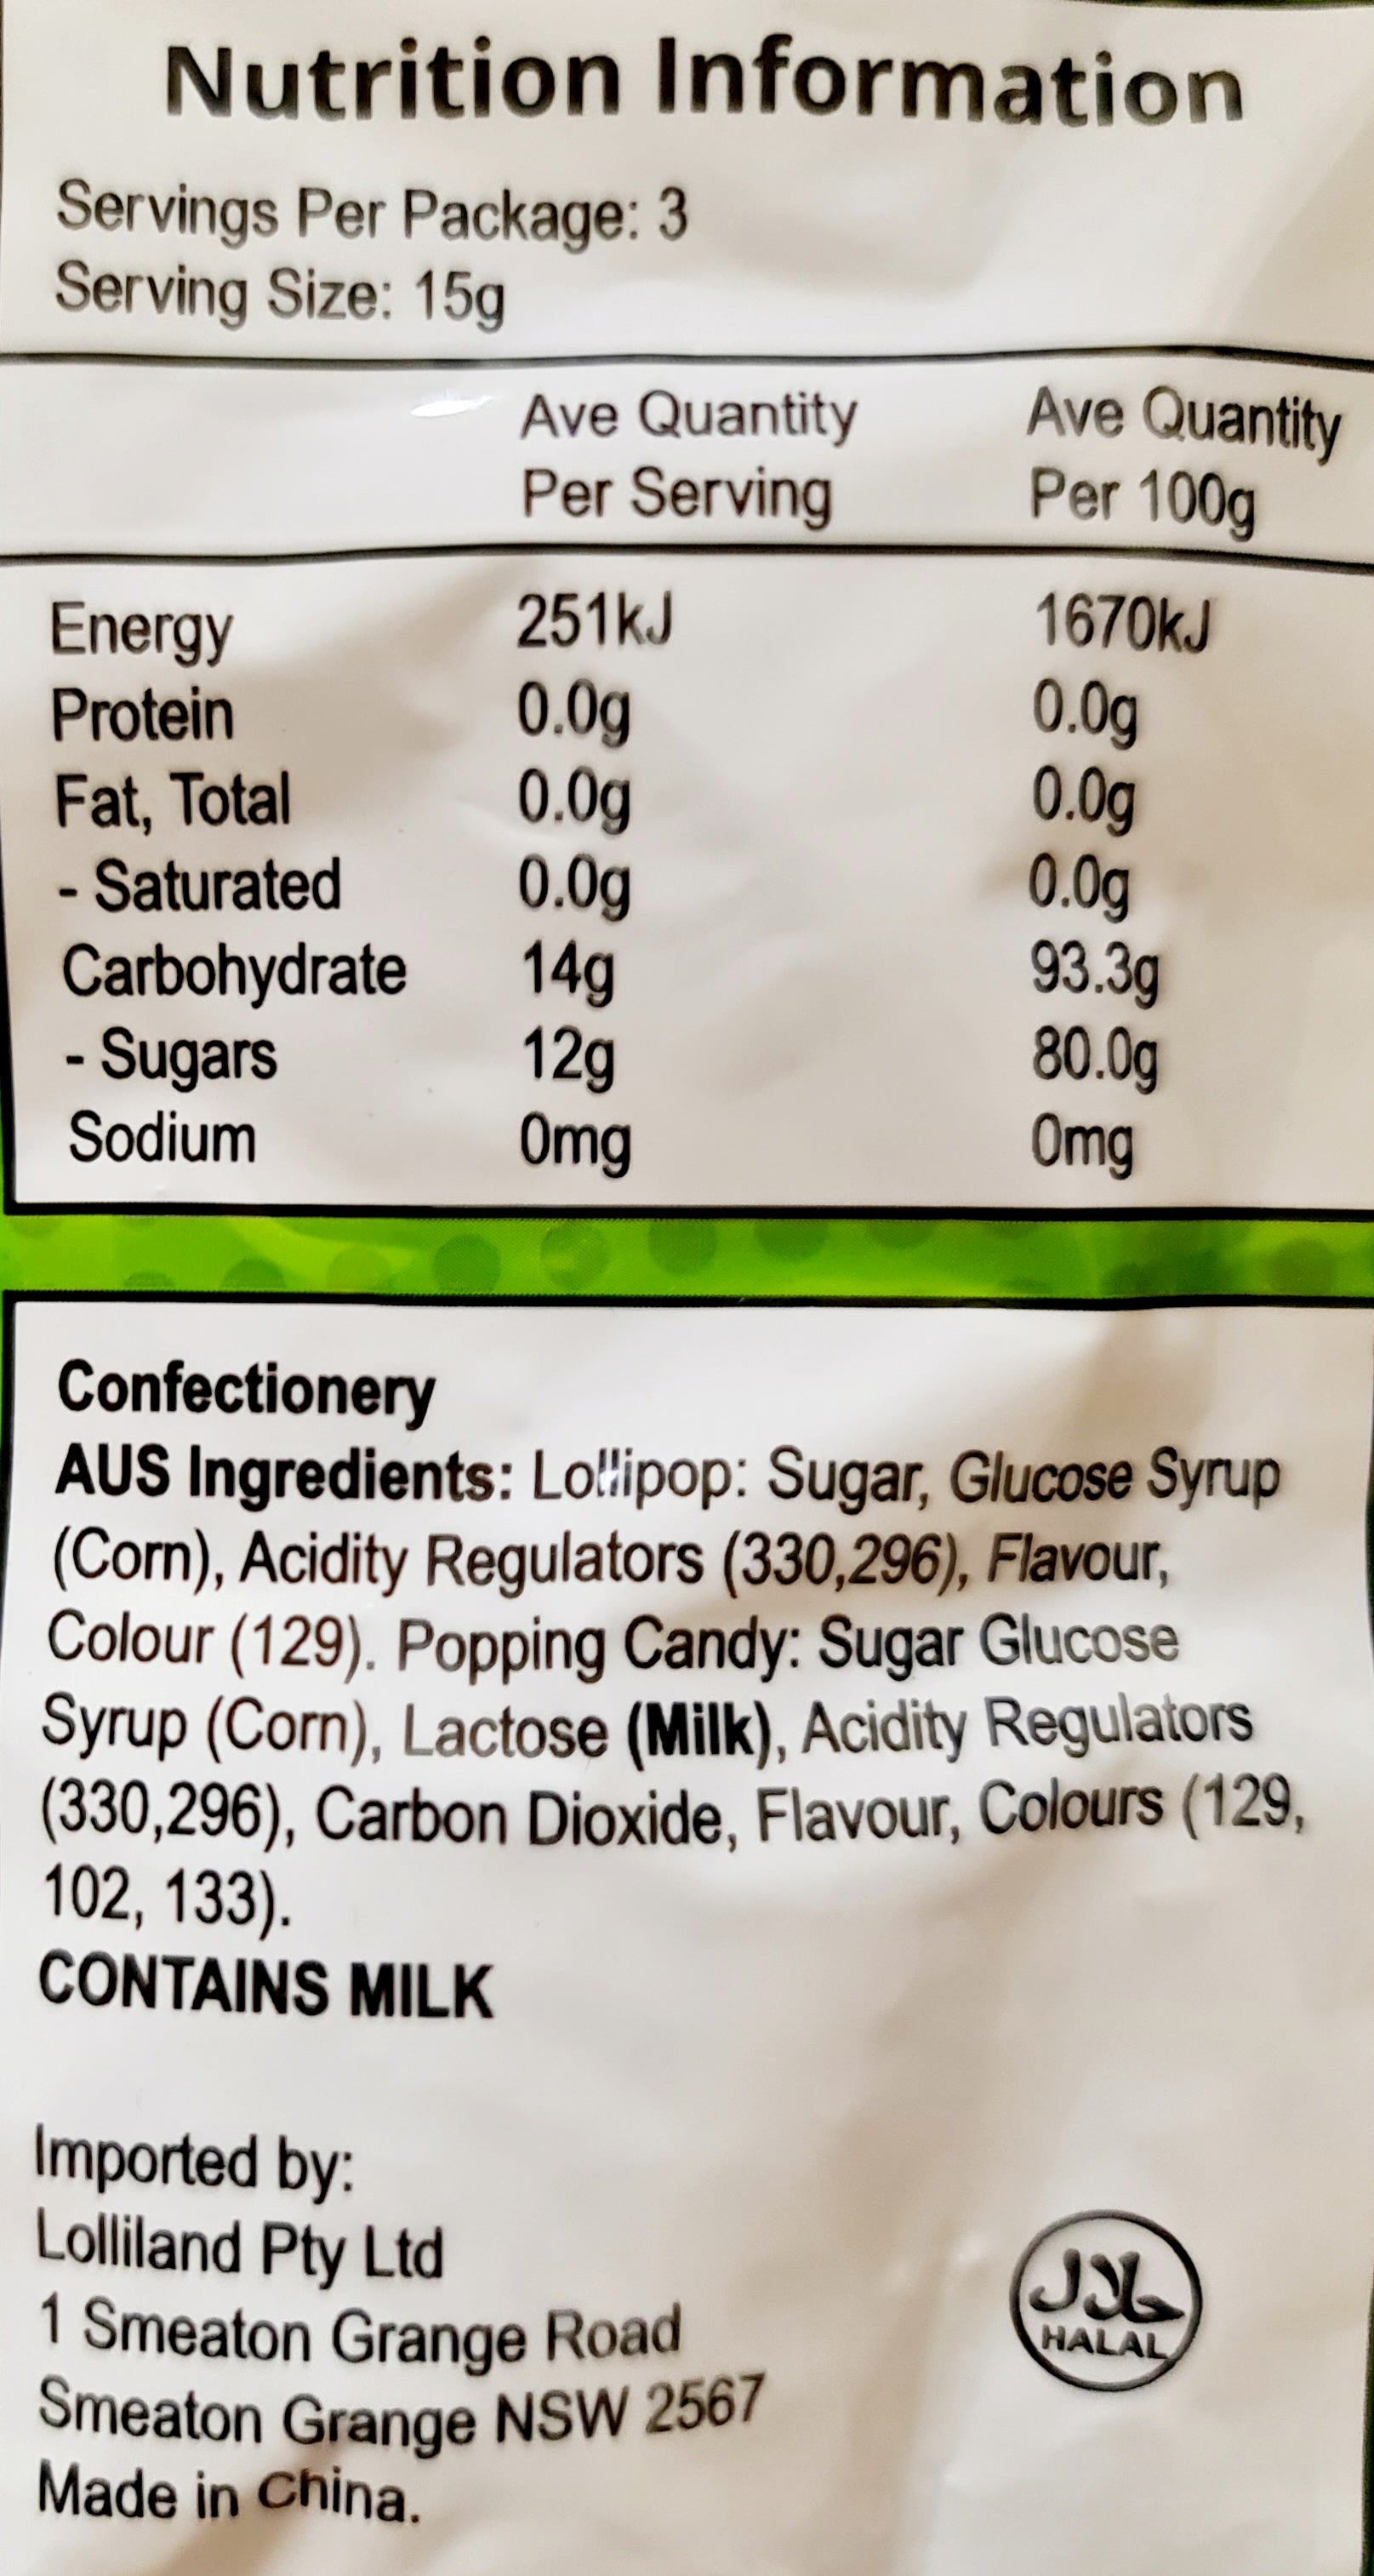 Nutrition Information
Servings Per Package: 3
Serving Size: 15g
Ave Quantity Per Serving Ave Quantity Per 100g
Energy 251kJ 1670kJ
Protein 0.0g 0.0g
Fat, Total 0.0g 0.0g
- Saturated 0.0g 0.0g
Carbohydrate 14g 93.3g
- Sugars 12g 80.0g
Sodium 0mg 0mg
Confectionery
AUS Ingredients: Lollipop: Sugar, Glucose Syrup
(Corn), Acidity Regulators (330,296), Flavour,
Colour (129). Popping Candy: Sugar Glucose
Syrup (Corn), Lactose (Milk), Acidity Regulators
(330,296), Carbon Dioxide, Flavour, Colours (129,
102, 133).
CONTAINS MILK
Imported by:
Lolliland Pty Ltd
1 Smeaton Grange Road
Smeaton Grange NSW 2567
Made in China.
حلال
HALAL